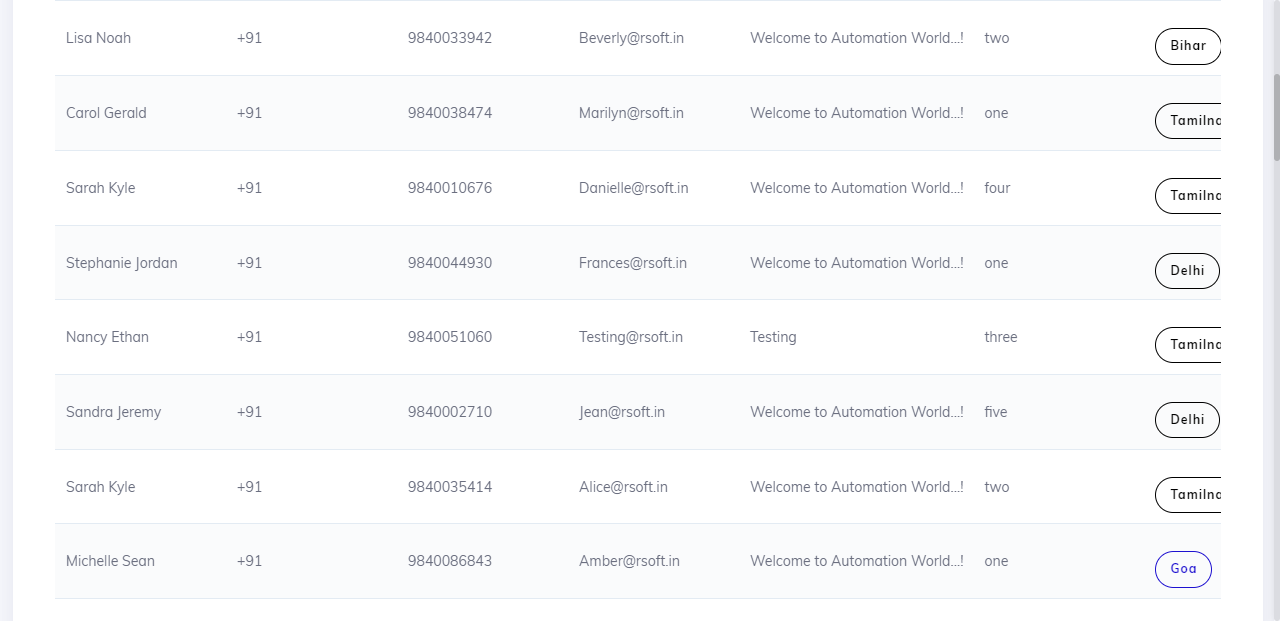 Lisa Noah +91 9840033942 Beverly@rsoft.in Welcome to Automation World...! two Bihar
Carol Gerald +91 9840038474 Marilyn@rsoft.in Welcome to Automation World...! one Tamilna
Sarah Kyle +91 9840010676 Danielle@rsoft.in Welcome to Automation World...! four Tamilna
Stephanie Jordan +91 9840044930 Frances@rsoft.in Welcome to Automation World...! one Delhi
Nancy Ethan +91 9840051060 Testing@rsoft.in Testing three Tamilna
Sandra Jeremy +91 9840002710 Jean@rsoft.in Welcome to Automation World...! five Delhi
Sarah Kyle +91 9840035414 Alice@rsoft.in Welcome to Automation World...! two Tamilna
Michelle Sean +91 9840086843 Amber@rsoft.in Welcome to Automation World...! one Goa